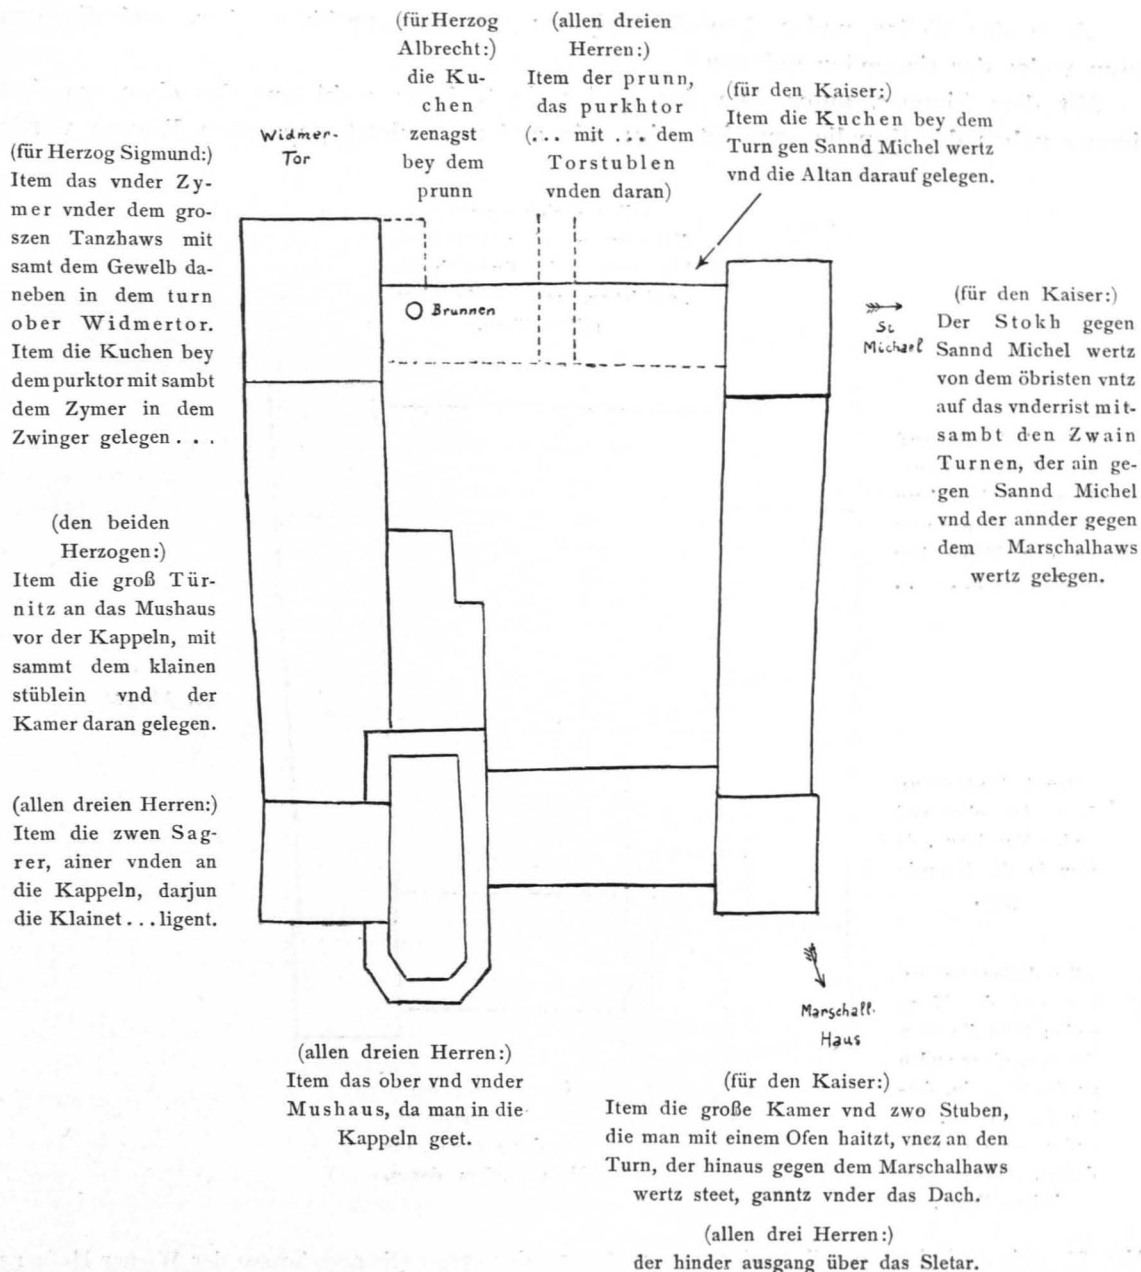 (für Herzog
Albrecht:)
die Ku-
chen
zenagst
bey dem
prunn
(allen dreien
Herren:)
Item der prunn,
das purkhtor
(... mit ... dem
Torstublen
vnden daran)
(für den Kaiser:)
Item die Kuchen bey dem
Turn gen Sannd Michel wertz
vnd die Altan darauf gelegen.
Widmer-
Tor
(für Herzog Sigmund:)
Item das vnder Zy-
mer vnder dem gro-
szen Tanzhaws mit
samt dem Gewelb da-
neben in dem turn
ober Widmertor.
Item die Kuchen bey
dem purktor mit sambt
dem Zymer in dem
Zwinger gelegen . . .
Brunnen
St
Michael
(für den Kaiser:)
Der Stokh gegen
Sannd Michel wertz
von dem öbristen vntz
auf das vnderrist mit-
sambt den Zwain
Turnen, der ain ge-
gen Sannd Michel
vnd der annder gegen
dem Marschalhaws
wertz gelegen.
(den beiden
Herzogen:)
Item die groß Tür-
nitz an das Mushaus
vor der Kappeln, mit
sammt dem klainen
stüblein vnd der
Kamer daran gelegen.
(allen dreien Herren:)
Item die zwen Sag-
rer, ainer vnden an
die Kappeln, darjun
die Klainet . . . ligent.
Marschall-
Haus
(allen dreien Herren:)
Item das ober vnd vnder
Mushaus, da man in die
Kappeln geet.
(für den Kaiser:)
Item die große Kamer vnd zwo Stuben,
die man mit einem Ofen haitzt, vnez an den
Turn, der hinaus gegen dem Marschalhaws
wertz steet, ganntz vnder das Dach.
(allen drei Herren:)
der hinder ausgang über das Sletar.